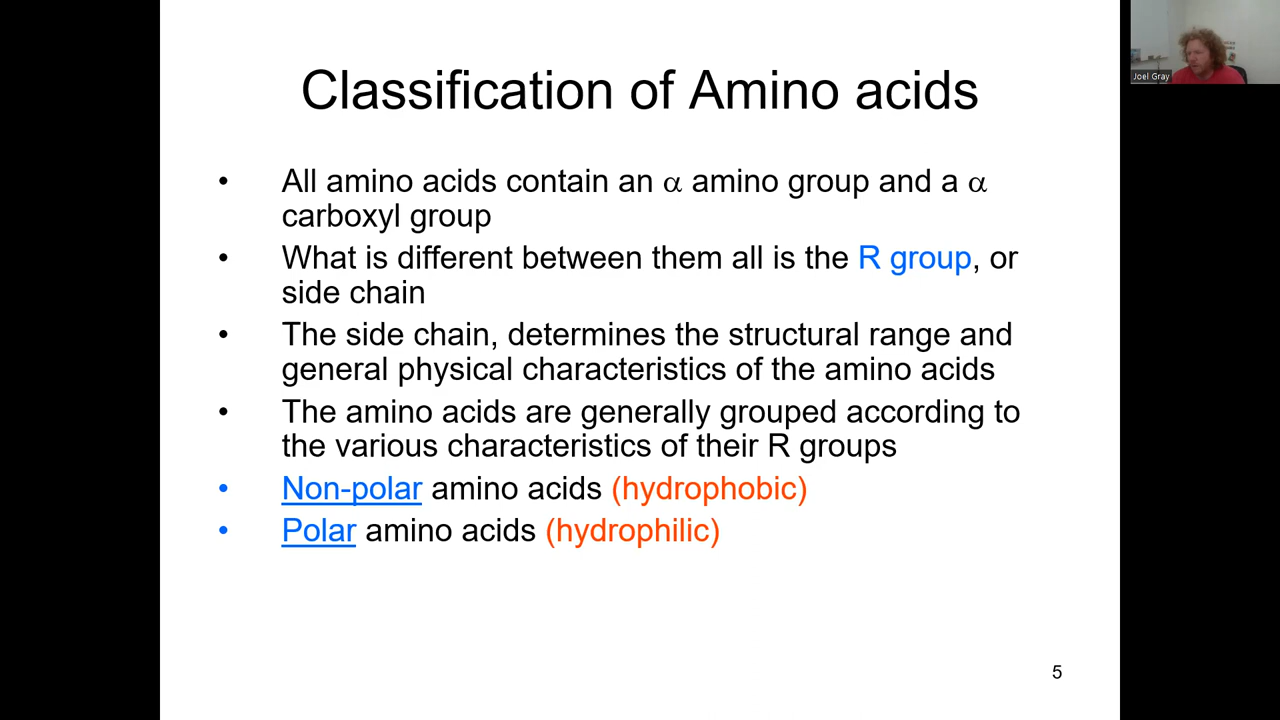 Classification of Amino acids
• All amino acids contain an α amino group and a α
carboxyl group
• What is different between them all is the R group, or
side chain
• The side chain, determines the structural range and
general physical characteristics of the amino acids
• The amino acids are generally grouped according to
the various characteristics of their R groups
• Non-polar amino acids (hydrophobic)
• Polar amino acids (hydrophilic)
5
Joel Gray